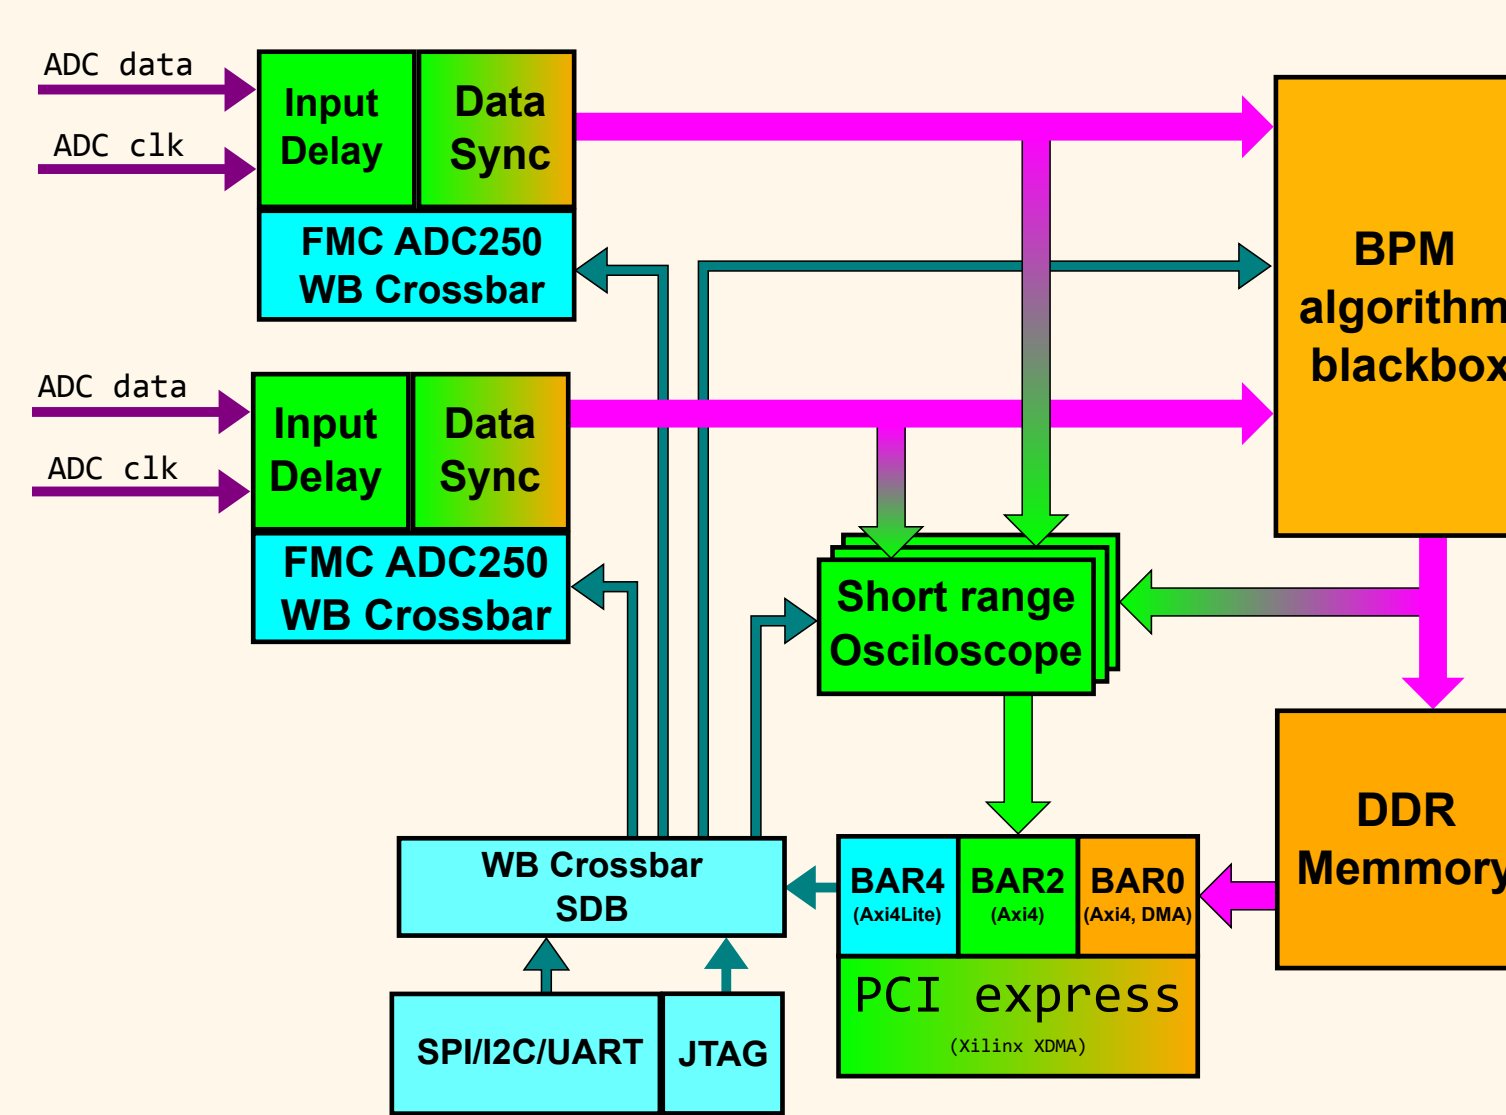 ADC data
ADC clk
Input
Delay
Data
Sync
FMC ADC250
WB Crossbar
BPM
algorithm
blackbox
ADC data
ADC clk
Input
Delay
Data
Sync
FMC ADC250
WB Crossbar
Short range
Osciloscope
DDR
Memmory
WB Crossbar
SDB
BAR4
(Axi4Lite)
BAR2
(Axi4)
BAR0
(Axi4, DMA)
PCI express
(Xilinx XDMA)
SPI/I2C/UART
JTAG